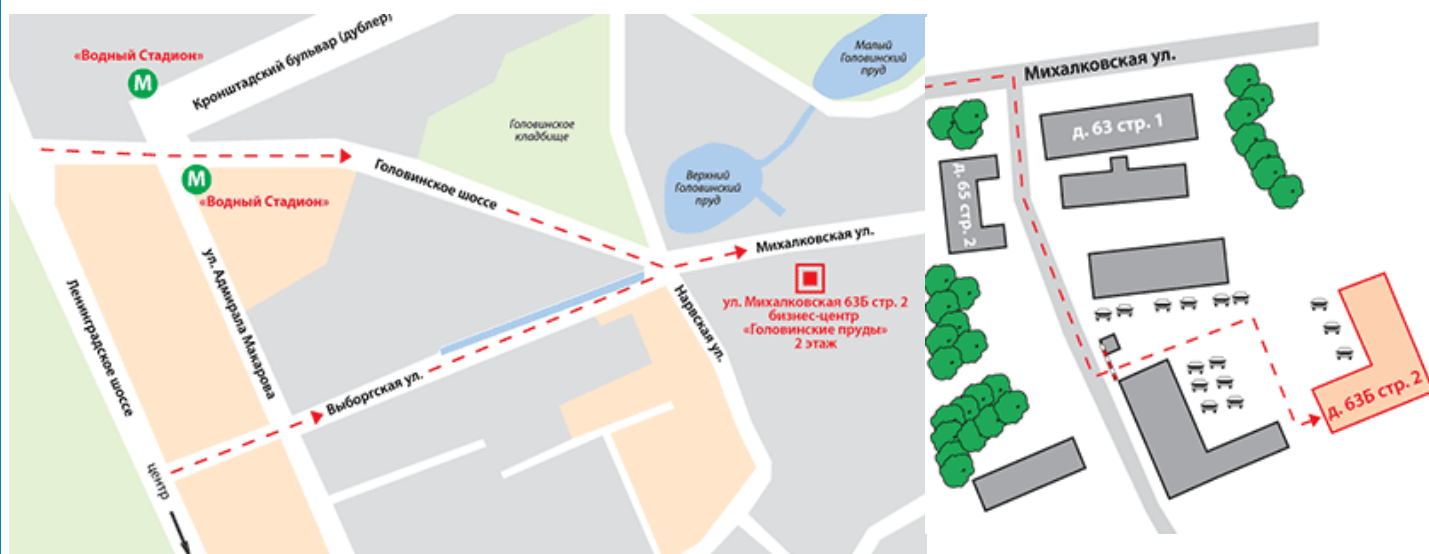 «Водный Стадион»
М
Кронштадский бульвар (дублер)
Малый
Головинский
пруд
Головинское
кладбище
Верхний
Головинский
пруд
М
«Водный Стадион»
Головинское шоссе
Михалковская ул.
ул. Михалковская 63Б стр. 2
бизнес-центр
«Головинские пруды»
2 этаж
Ленинградское шоссе
ул. Адмирала Макарова
Нарвская ул.
Выборгская ул.
центр
Михалковская ул.
д. 63 стр. 1
д. 65 стр. 2
д. 63Б стр. 2